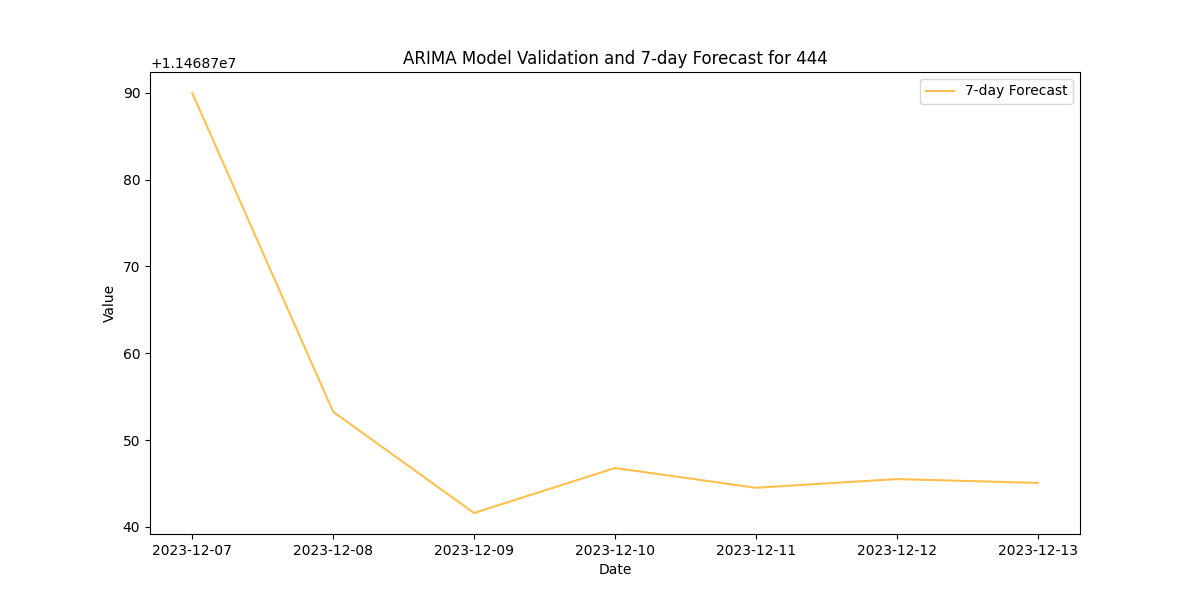 ARIMA Model Validation and 7-day Forecast for 444
+1.14687e7
7-day Forecast
90
80
70
60
50
40
Value
2023-12-07 2023-12-08 2023-12-09 2023-12-10 2023-12-11 2023-12-12 2023-12-13
Date